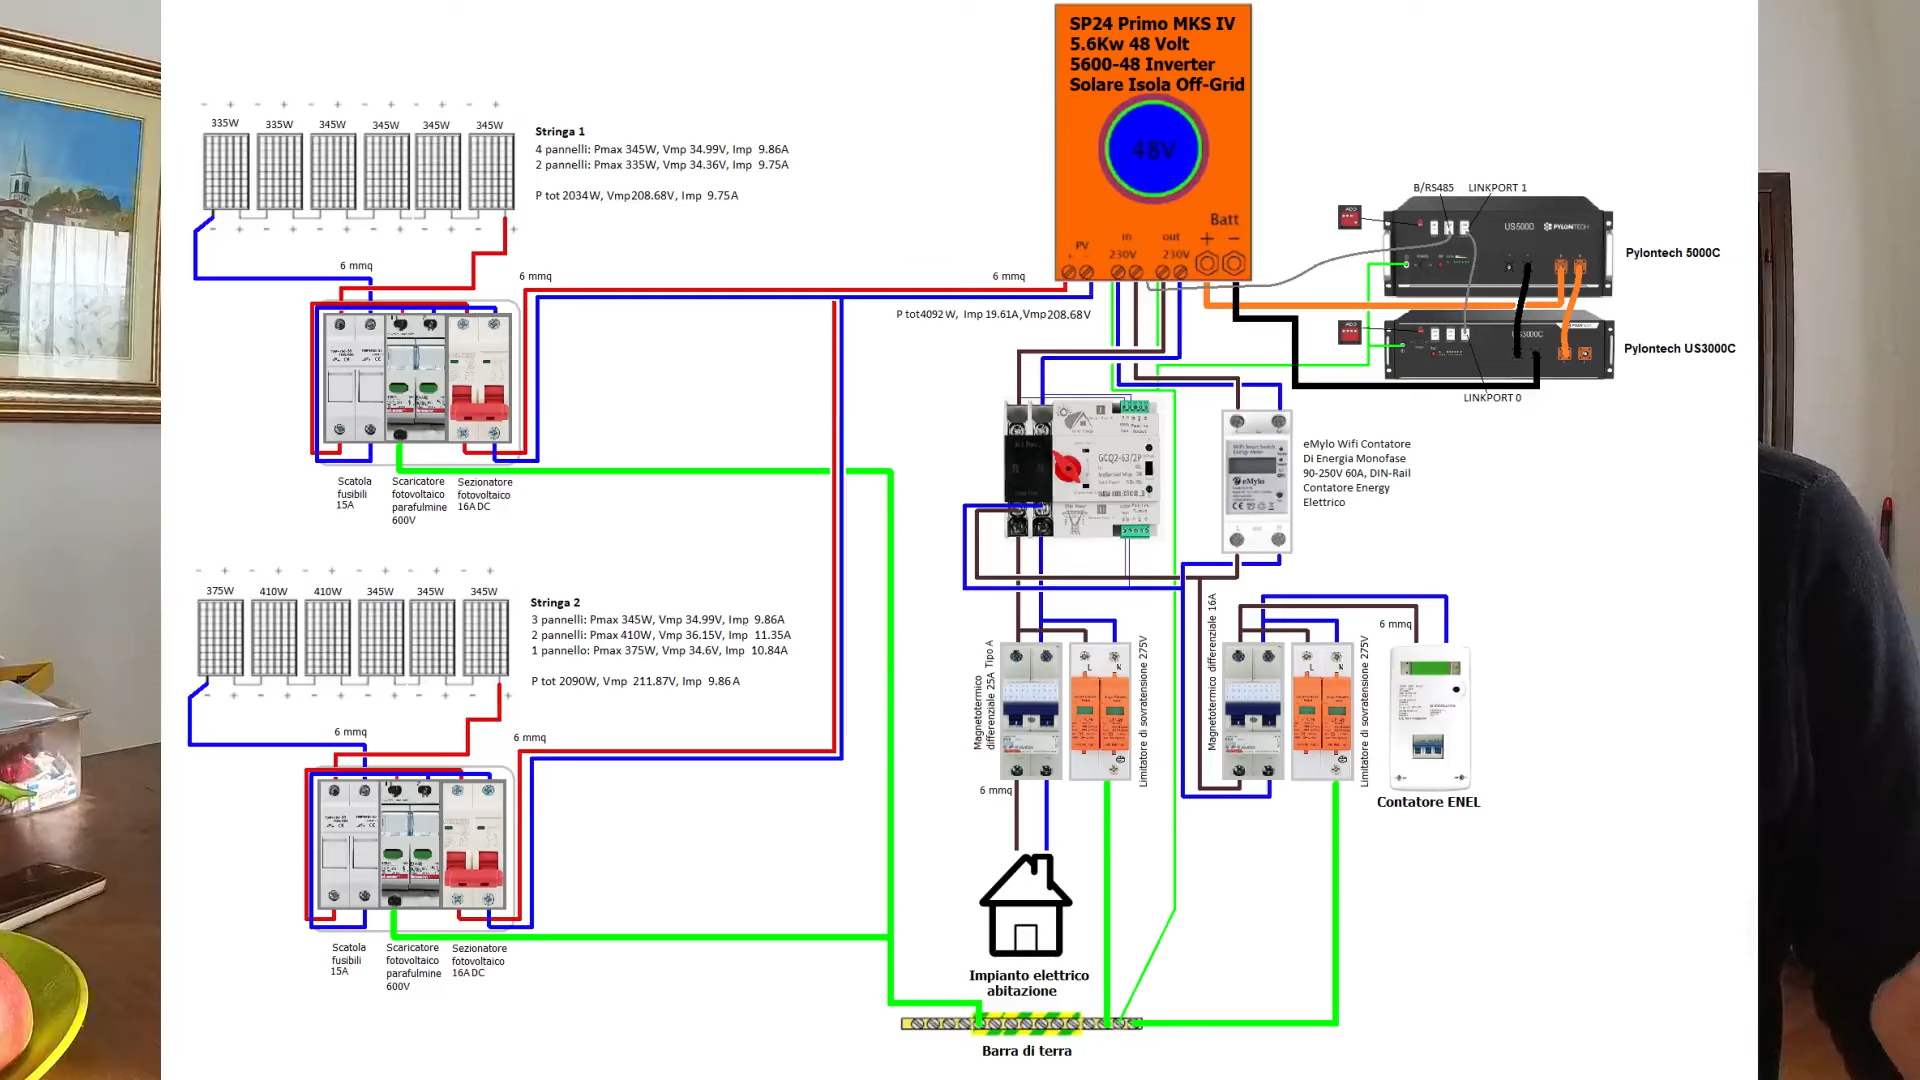 SP24 Primo MKS IV
5.6Kw 48 Volt
5600-48 Inverter
Solare Isola Off-Grid
48V
Batt
in
out
PV
230V
230V
335W
335W
345W
345W
345W
345W
Stringa 1
4 pannelli: Pmax 345W, Vmp 34.99V, Imp 9.86A
2 pannelli: Pmax 335W, Vmp 34.36V, Imp 9.75A
P tot 2034W, Vmp208.68V, Imp 9.75A
6 mmq
6 mmq
6 mmq
P tot4092 W, Imp 19.61A,Vmp208.68V
B/RS485
LINKPORT 1
US5000
PYLONTECH
Pylontech 5000C
Pylontech US3000C
LINKPORT 0
Scatola
fusibili
15A
Scaricatore
fotovoltaico
parafulmine
600V
Sezionatore
fotovoltaico
16A DC
GCQ2-63/2P
eMylo
eMylo Wifi Contatore
Di Energia Monofase
90-250V 60A, DIN-Rail
Contatore Energy
Elettrico
375W
410W
410W
345W
345W
345W
Stringa 2
3 pannelli: Pmax 345W, Vmp 34.99V, Imp 9.86A
2 pannelli: Pmax 410W, Vmp 36.15V, Imp 11.35A
1 pannello: Pmax 375W, Vmp 34.6V, Imp 10.84A
P tot 2090W, Vmp 211.87V, Imp 9.86 A
6 mmq
6 mmq
Scatola
fusibili
15A
Scaricatore
fotovoltaico
parafulmine
600V
Sezionatore
fotovoltaico
16A DC
Magnetotermico
differenziale 25A Tipo A
L
N
Limitatore di sovratensione 275V
Magnetotermico differenziale 16A
L
N
Limitatore di sovratensione 275V
6 mmq
Contatore ENEL
6 mmq
Impianto elettrico
abitazione
Barra di terra